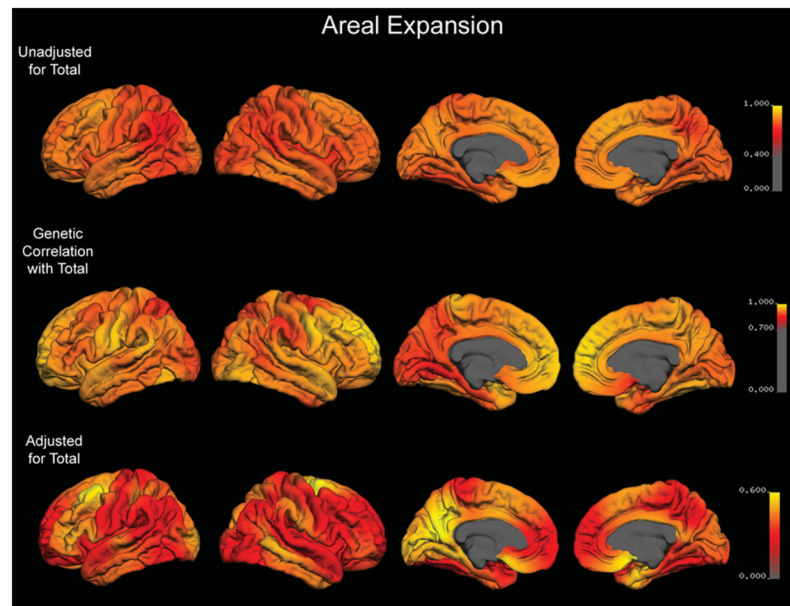 Areal Expansion
Unadjusted
for Total
1.000
0.400
0.000
Genetic
Correlation
with Total
1.000
0.700
0.000
Adjusted
for Total
0.600
0.000